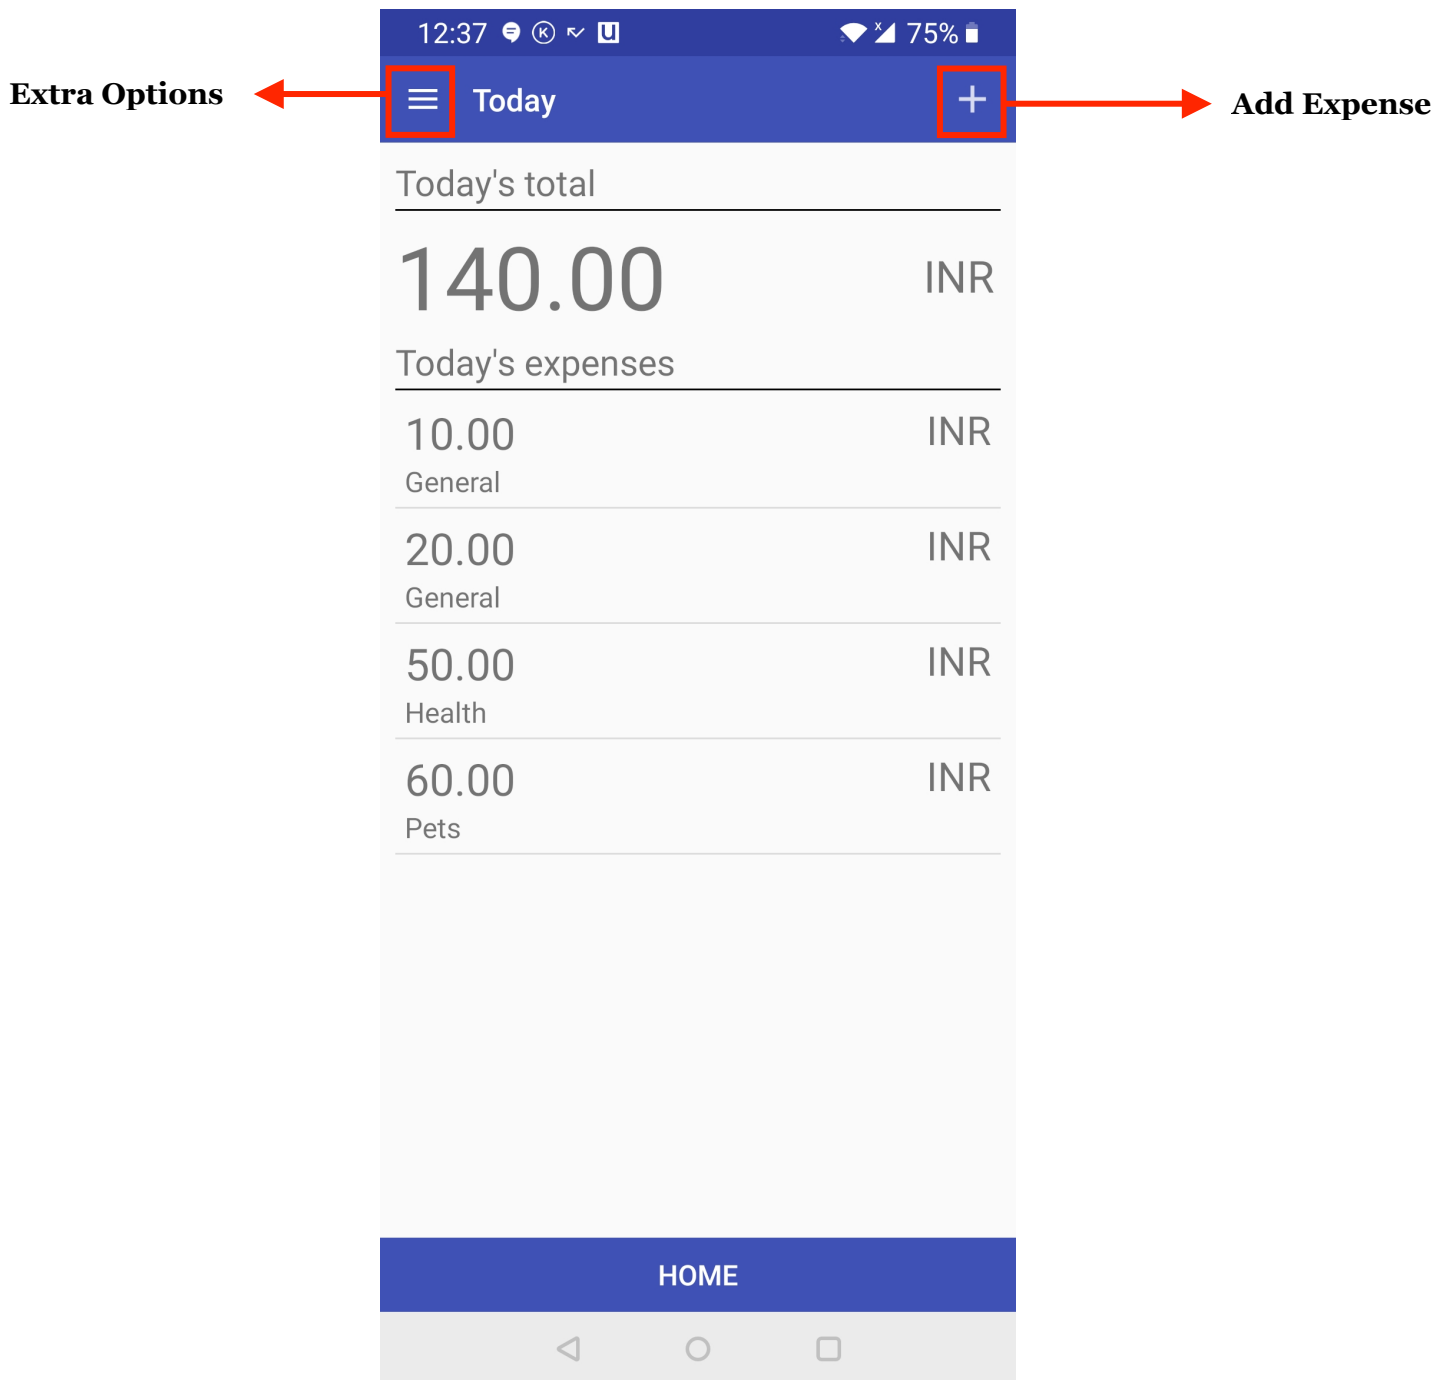 12:37 75%
Extra Options
Today
Add Expense
Today's total
140.00 INR
Today's expenses
10.00 INR
General
20.00 INR
General
50.00 INR
Health
60.00 INR
Pets
HOME